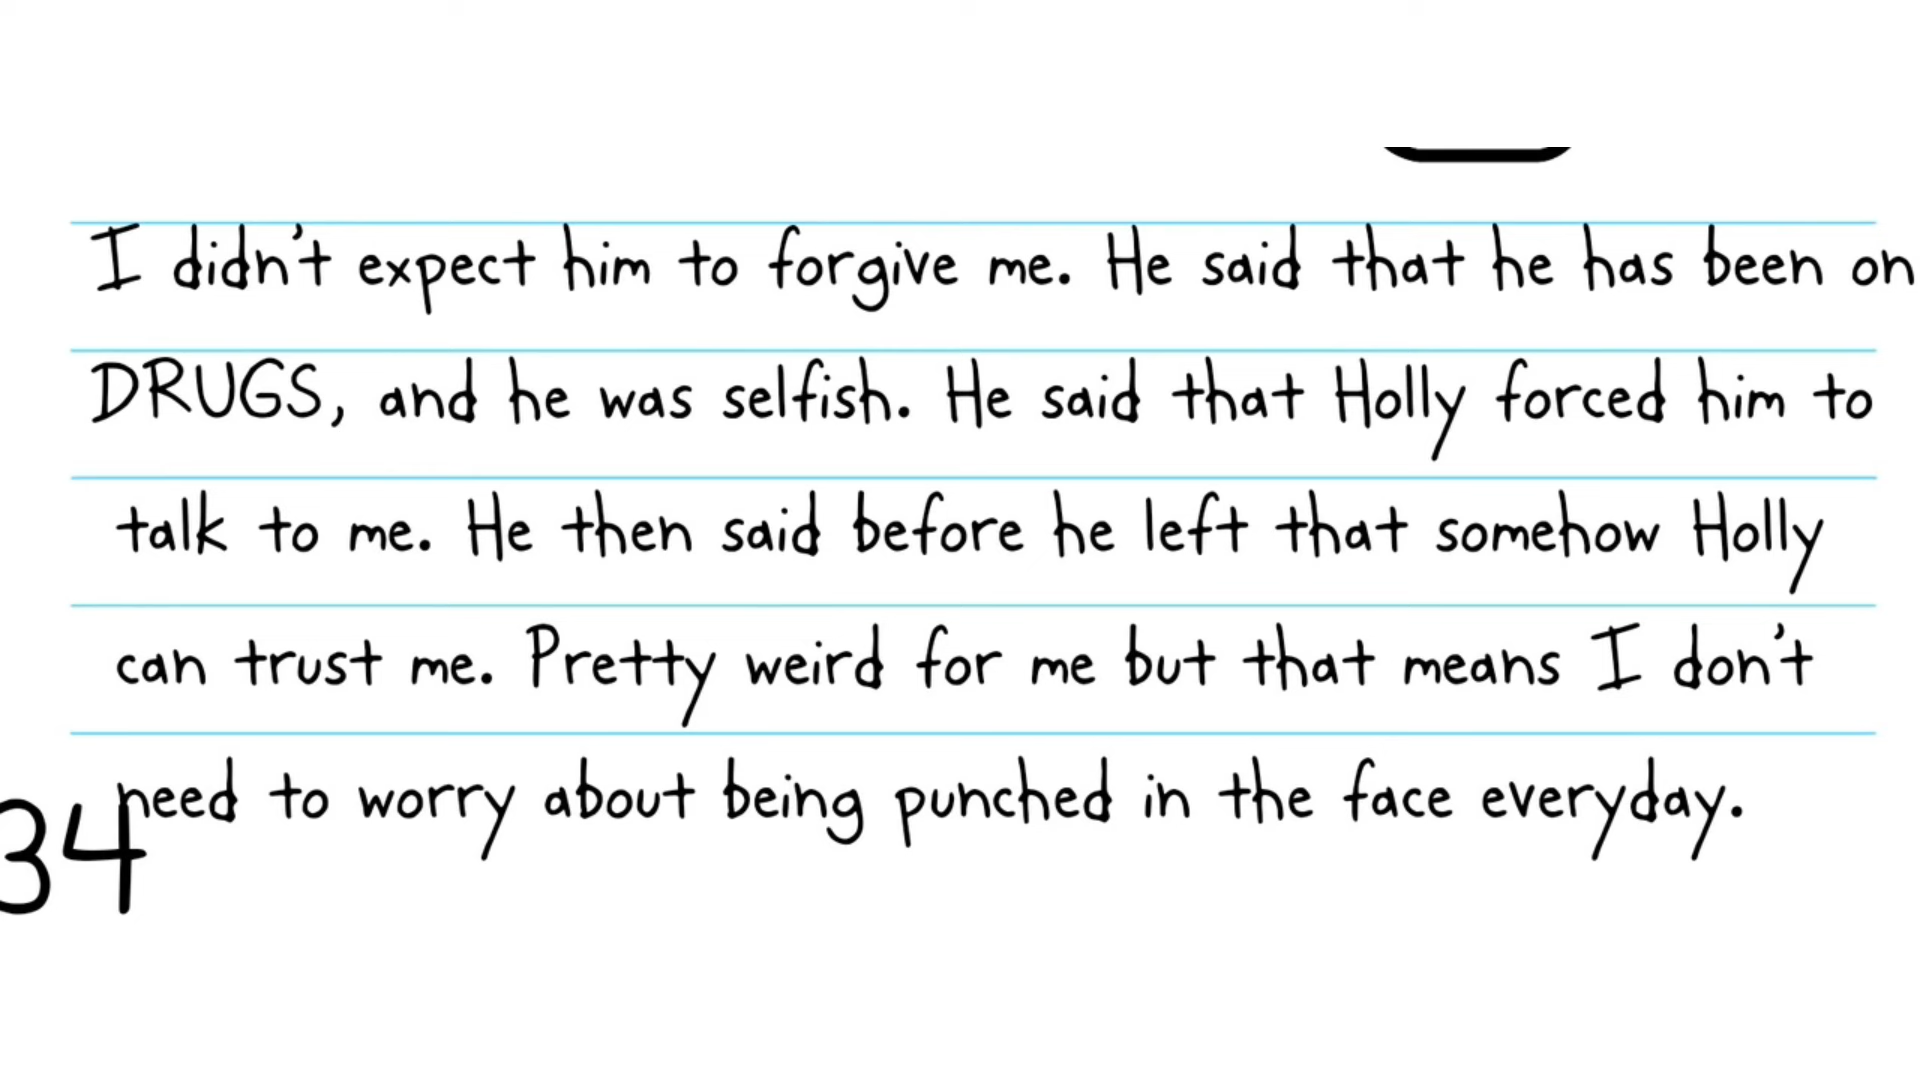 I didn't expect him to forgive me. He said that he has been on
DRUGS, and he was selfish. He said that Holly forced him to
talk to me. He then said before he left that somehow Holly
can trust me. Pretty weird for me but that means I don't
need to worry about being punched in the face everyday.
34